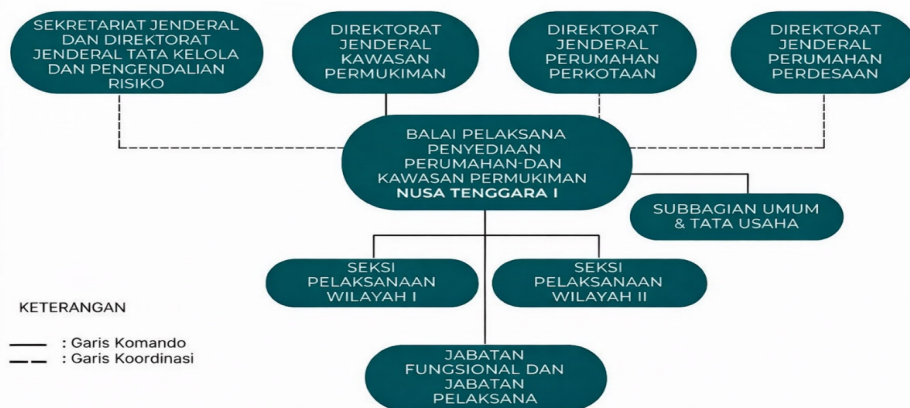 SEKRETARIAT JENDERAL
DAN DIREKTORAT
JENDERAL TATA KELOLA
DAN PENGENDALIAN
RISIKO
DIREKTORAT
JENDERAL
KAWASAN
PERMUKIMAN
DIREKTORAT
JENDERAL
PERUMAHAN
PERKOTAAN
DIREKTORAT
JENDERAL
PERUMAHAN
PERDESAAN
BALAI PELAKSANA
PENYEDIAAN
PERUMAHAN-DAN
KAWASAN PERMUKIMAN
NUSA TENGGARA I
SUBBAGIAN UMUM
& TATA USAHA
SEKSI
PELAKSANAAN
WILAYAH I
SEKSI
PELAKSANAAN
WILAYAH II
KETERANGAN
: Garis Komando
: Garis Koordinasi
JABATAN
FUNGSIONAL DAN
JABATAN
PELAKSANA